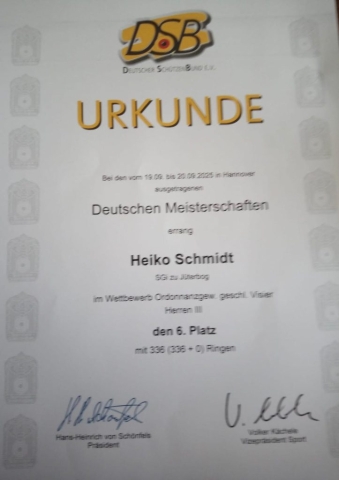 DSB
DEUTSCHER SCHÜTZENBUND E.V.
URKUNDE
Bei den vom 19.09. bis 20.09.2025 in Hannover
ausgetragenen
Deutschen Meisterschaften
errang
Heiko Schmidt
SGi zu Jüterbog
im Wettbewerb Ordonnanzgew. geschl. Visier
Herren III
den 6. Platz
mit 336 (336 + 0) Ringen
Hans-Heinrich von Schönfels
Präsident
Volker Kächele
Vizepräsident Sport